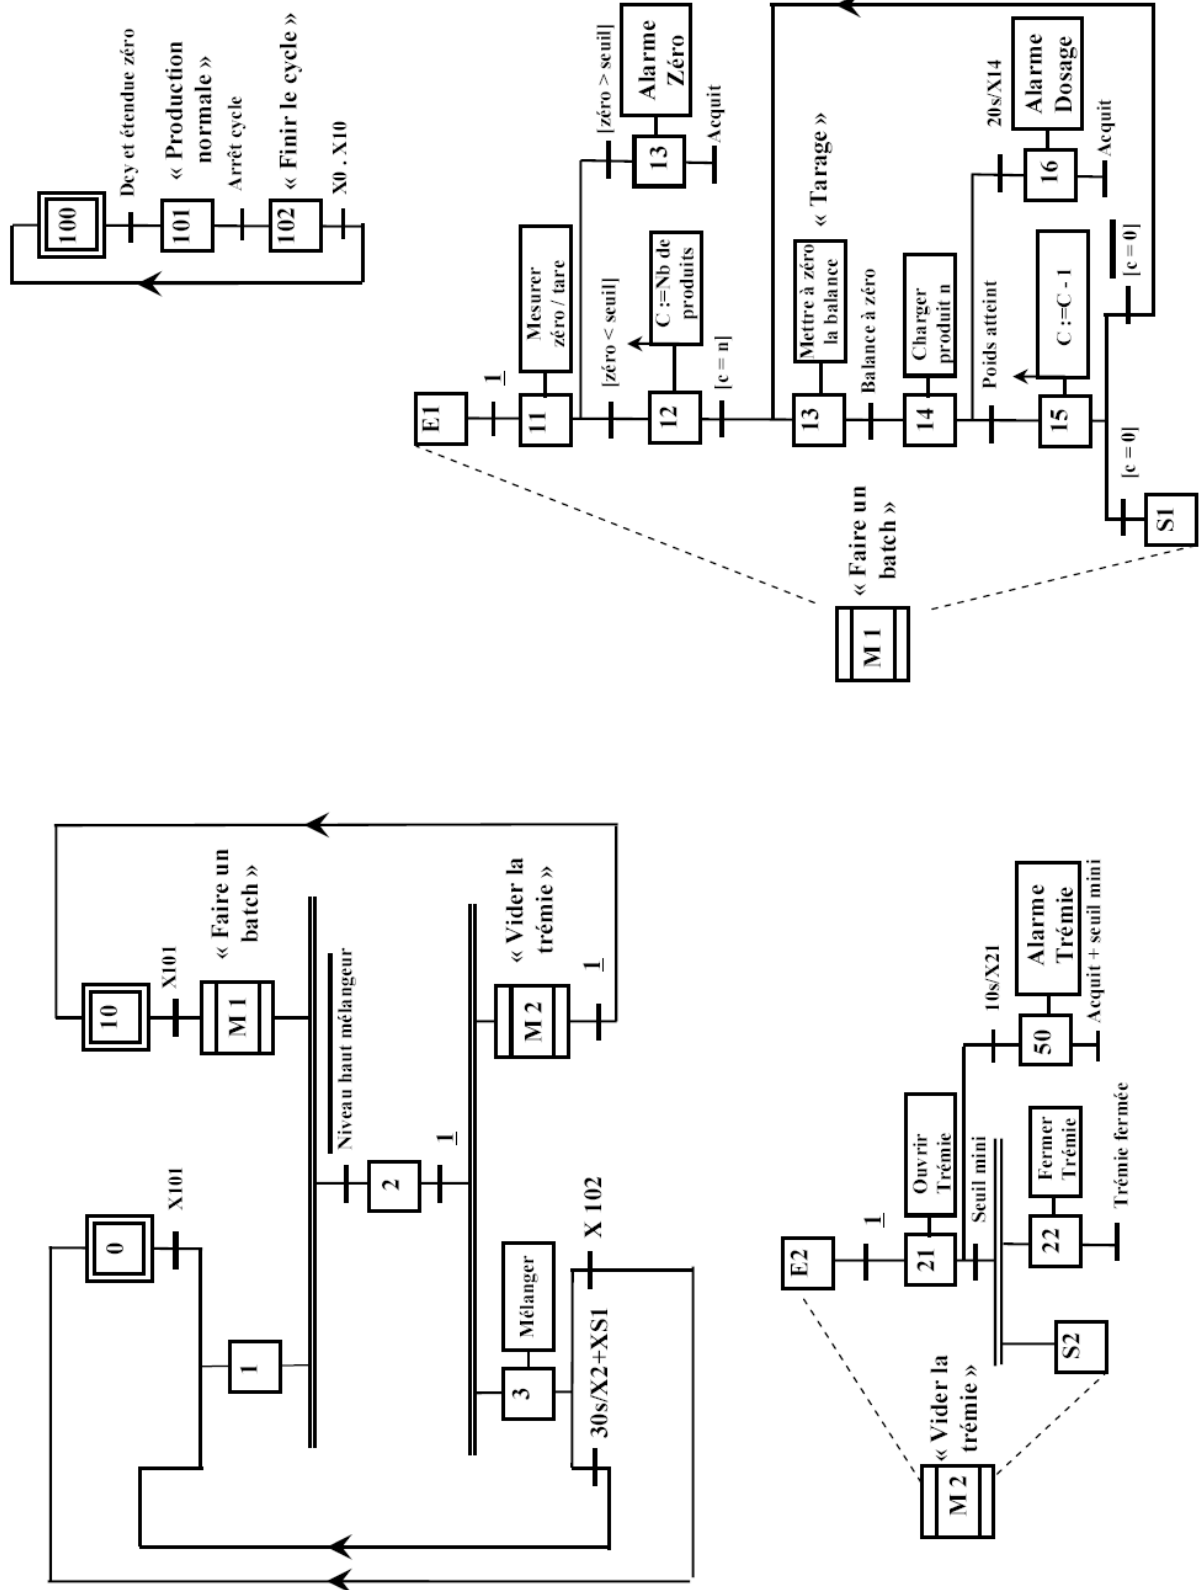 100
Dcy et étendue zéro
101
« Production
normale »
Arrêt cycle
102
« Finir le cycle »
X0 . X10
E1
1
11
Mesurer
zéro / tare
[zéro < seuil]
[zéro > seuil]
13
Alarme
Zéro
Acquit
12
C :=Nb de
produits
[c = n]
13
Mettre à zéro
la balance
« Tarage »
Balance à zéro
14
Charger
produit n
Poids atteint
20s/X14
16
Alarme
Dosage
Acquit
15
C :=C - 1
[c = 0]
[c = 0]
S1
M 1
« Faire un
batch »
0
X101
10
X101
1
M 1
« Faire un
batch »
Niveau haut mélangeur
2
1
3
Mélanger
M 2
« Vider la
trémie »
30s/X2+XS1
X 102
1
E2
1
21
Ouvrir
Trémie
Seuil mini
10s/X21
50
Alarme
Trémie
Acquit + seuil mini
22
Fermer
Trémie
Trémie fermée
S2
M 2
« Vider la
trémie »